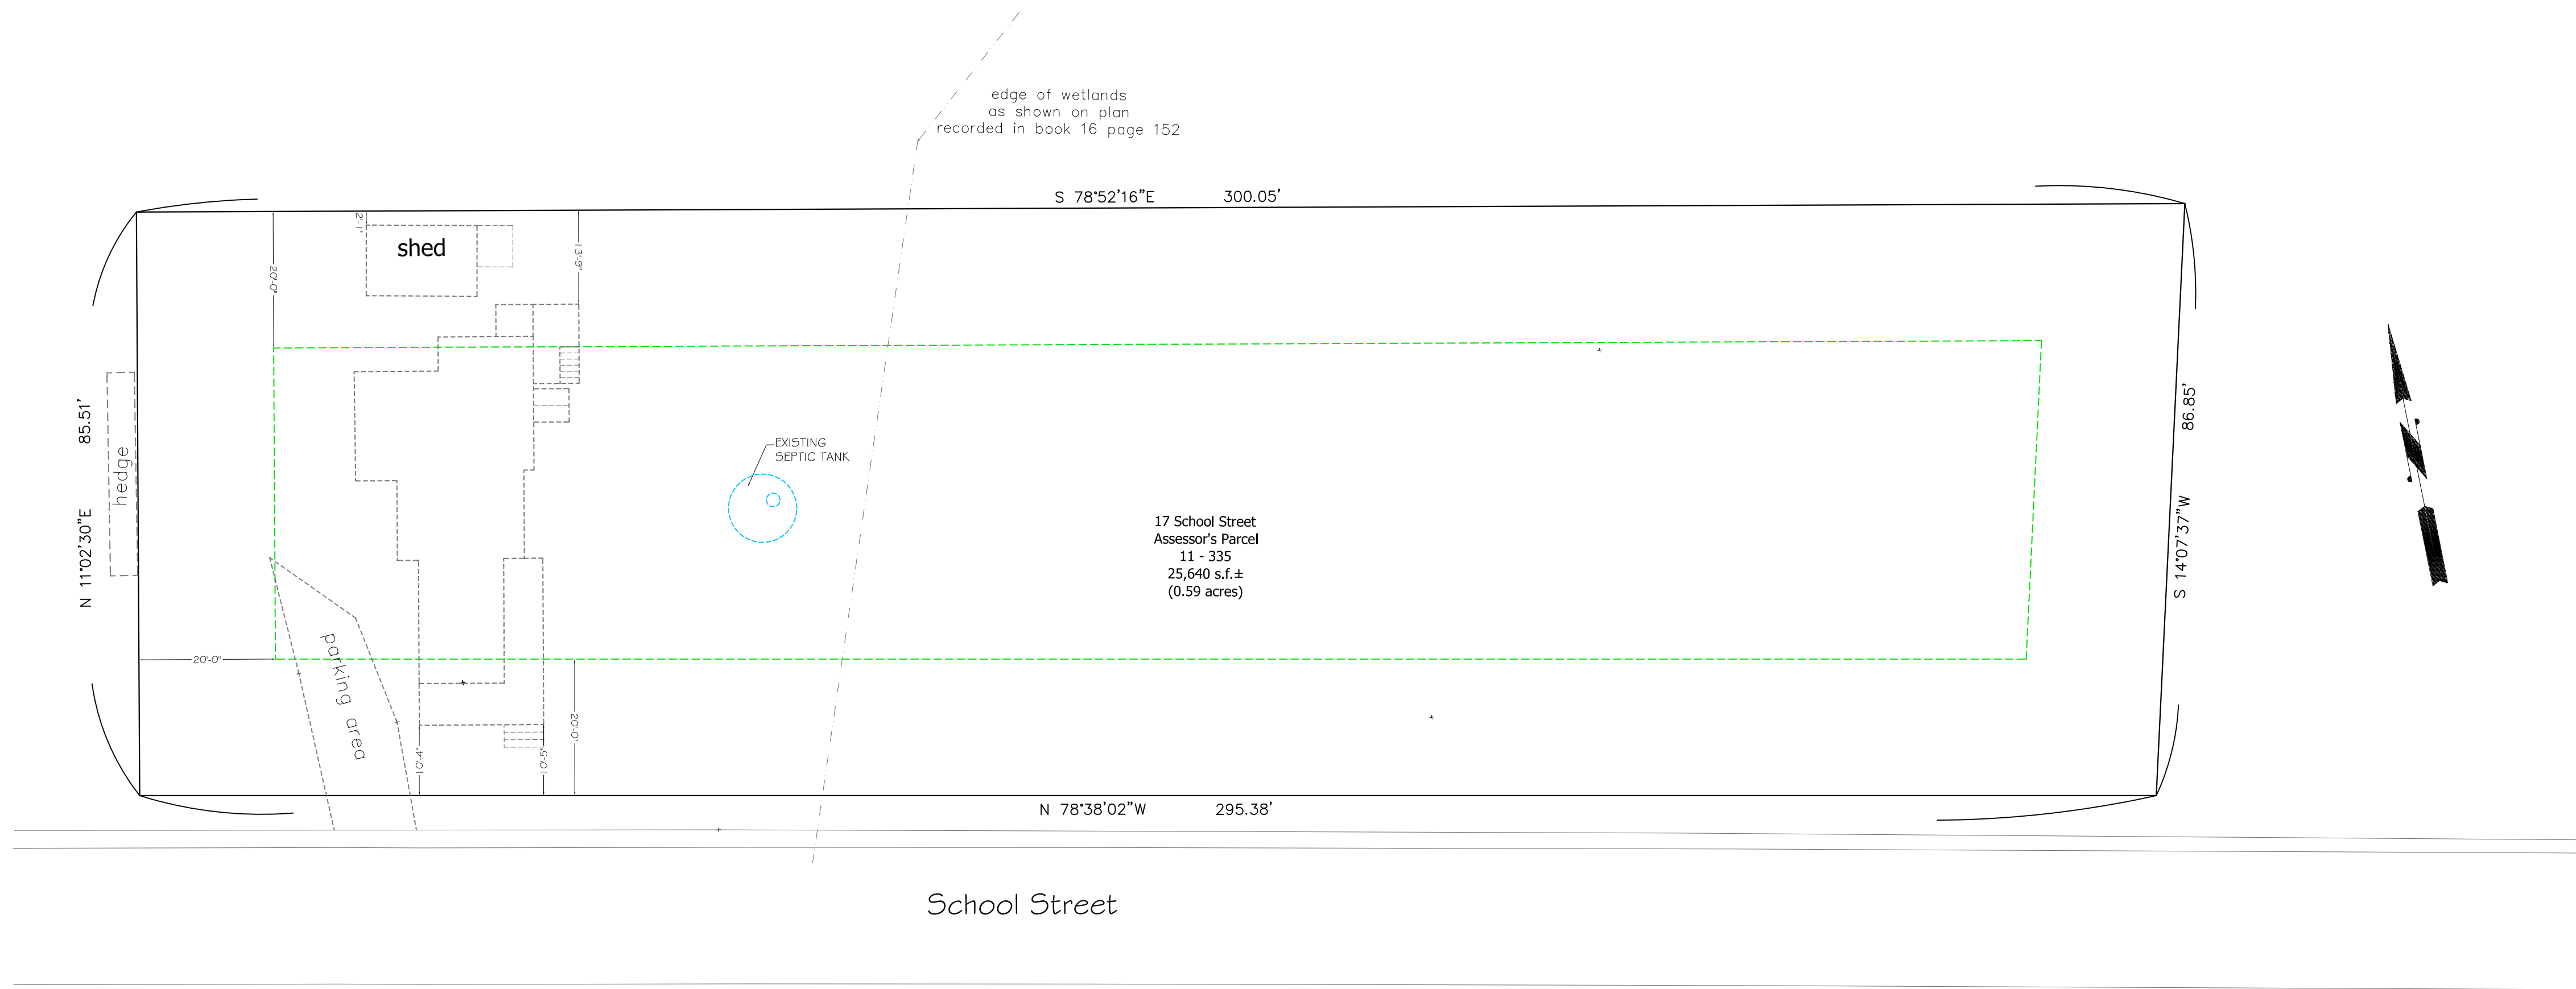 edge of wetlands
as shown on plan
recorded in book 16 page 152
S 78°52'16"E 300.05'
2'-1"
shed
13'-9"
20'-0"
85.51'
N 11°02'30"E
hedge
EXISTING
SEPTIC TANK
86.85'
S 14°07'37"W
N
17 School Street
Assessor's Parcel
11 - 335
25,640 s.f.±
(0.59 acres)
20'-0"
parking area
10'-4"
10'-5"
20'-0"
N 78°38'02"W 295.38'
School Street